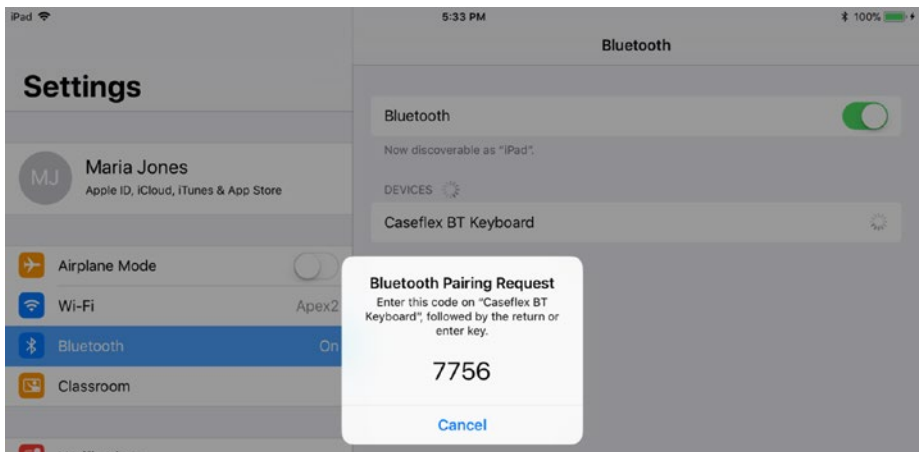 iPad
5:33 PM
100%
Settings
Bluetooth
MJ
Maria Jones
Apple ID, iCloud, iTunes & App Store
Airplane Mode
Wi-Fi Apex2
Bluetooth On
Classroom
Bluetooth
Now discoverable as "iPad".
DEVICES
Caseflex BT Keyboard
Bluetooth Pairing Request
Enter this code on "Caseflex BT
Keyboard", followed by the return or
enter key.
7756
Cancel